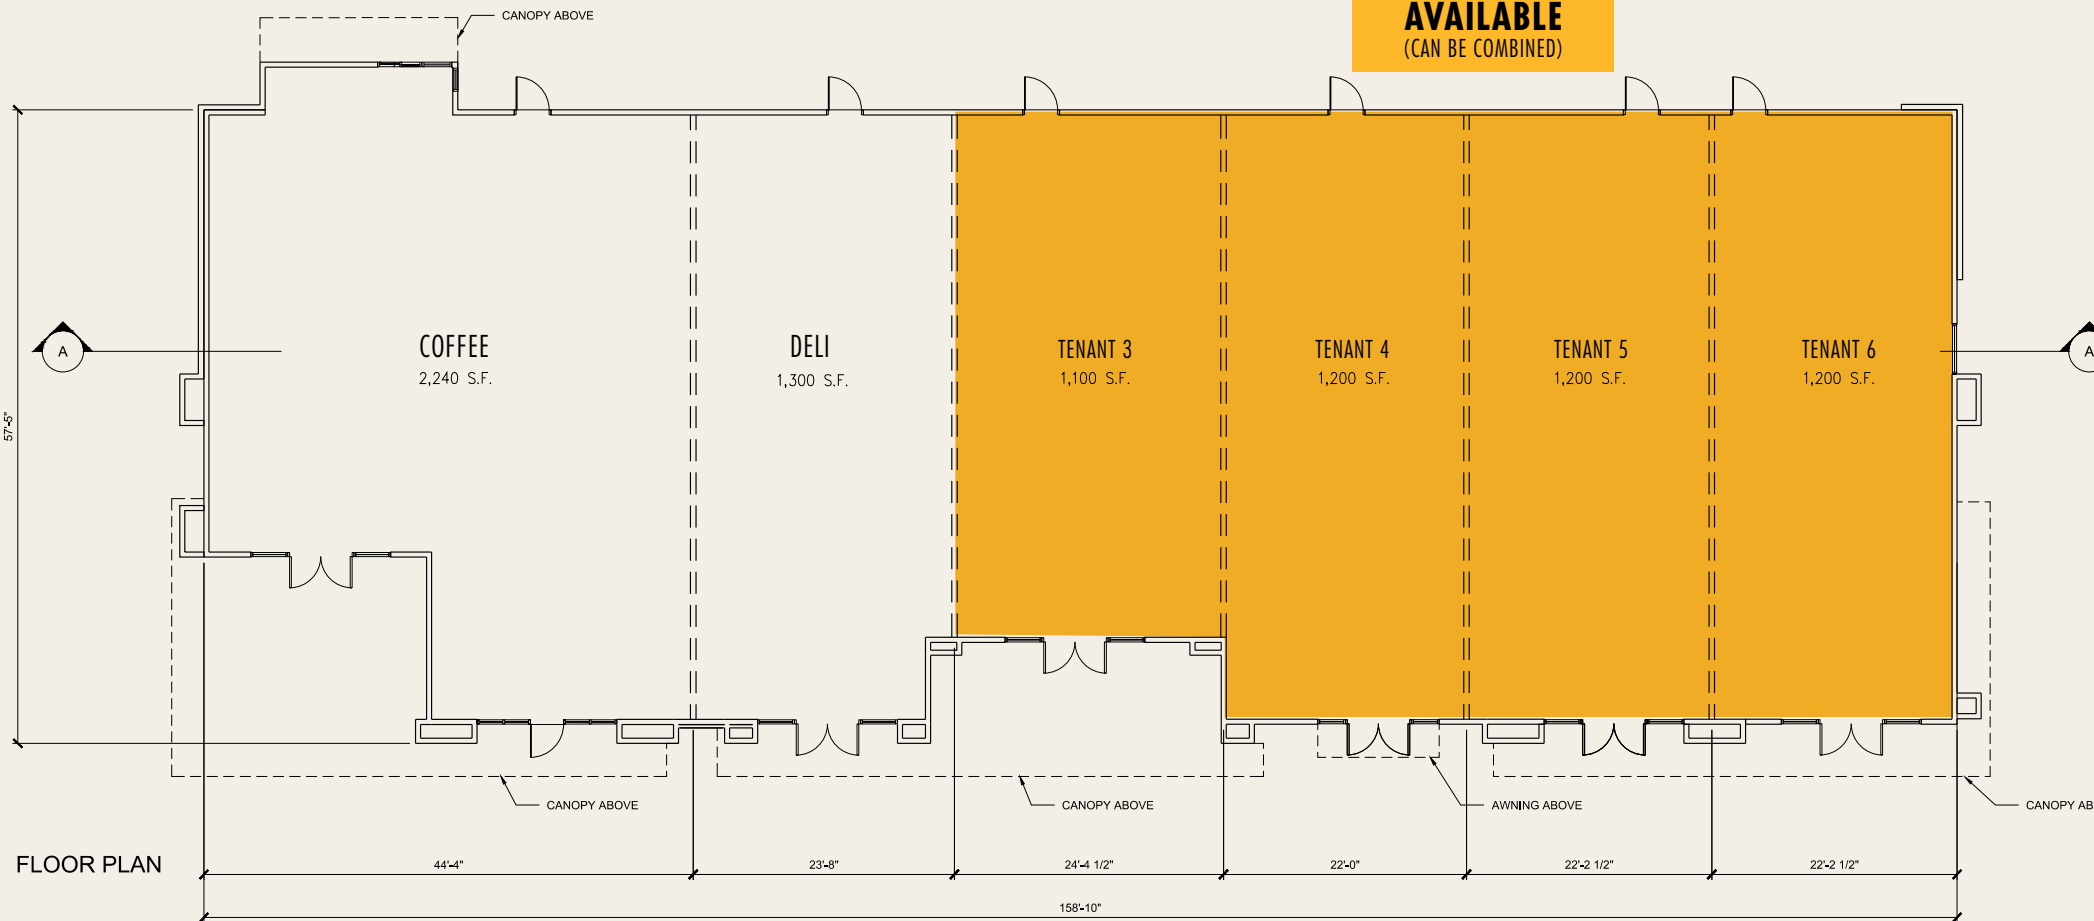 CANOPY ABOVE
AVAILABLE
(CAN BE COMBINED)
COFFEE
2,240 S.F.
DELI
1,300 S.F.
TENANT 3
1,100 S.F.
TENANT 4
1,200 S.F.
TENANT 5
1,200 S.F.
TENANT 6
1,200 S.F.
A
A
57'-5"
CANOPY ABOVE
CANOPY ABOVE
AWNING ABOVE
CANOPY AB
FLOOR PLAN
44'-4"
23'-8"
24'-4 1/2"
22'-0"
22'-2 1/2"
22'-2 1/2"
158'-10"